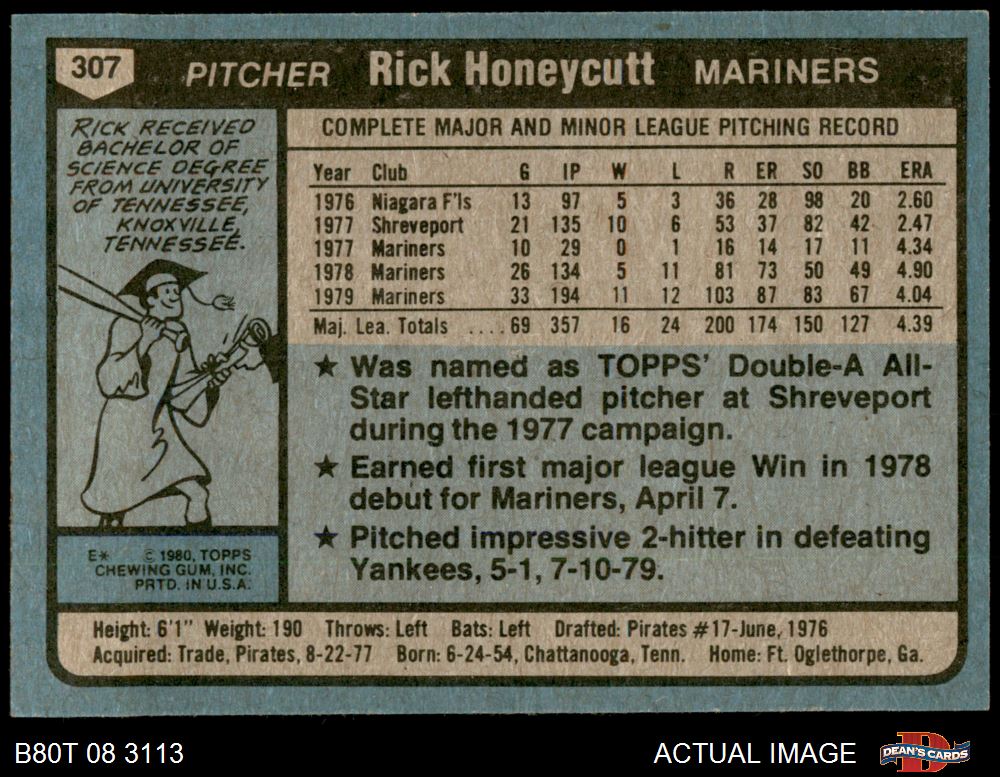 307 PITCHER Rick Honeycutt MARINERS
RICK RECEIVED
BACHELOR OF
SCIENCE DEGREE
FROM UNIVERSITY
OF TENNESSEE,
KNOXVILLE,
TENNESSEE.
COMPLETE MAJOR AND MINOR LEAGUE PITCHING RECORD
Year Club G IP W L R ER SO BB ERA
1976 Niagara F'ls 13 97 5 3 36 28 98 20 2.60
1977 Shreveport 21 135 10 6 53 37 82 42 2.47
1977 Mariners 10 29 0 1 16 14 17 11 4.34
1978 Mariners 26 134 5 11 81 73 50 49 4.90
1979 Mariners 33 194 11 12 103 87 83 67 4.04
Maj. Lea. Totals ....69 357 16 24 200 174 150 127 4.39
★ Was named as TOPPS' Double-A All-
Star lefthanded pitcher at Shreveport
during the 1977 campaign.
★ Earned first major league Win in 1978
debut for Mariners, April 7.
★ Pitched impressive 2-hitter in defeating
Yankees, 5-1, 7-10-79.
E* © 1980, TOPPS
CHEWING GUM, INC.
PRTD. IN U.S.A.
Height: 6'1" Weight: 190 Throws: Left Bats: Left Drafted: Pirates #17-June, 1976
Acquired: Trade, Pirates, 8-22-77 Born: 6-24-54, Chattanooga, Tenn. Home: Ft. Oglethorpe, Ga.
B80T 08 3113 ACTUAL IMAGE D DEAN'S CARDS